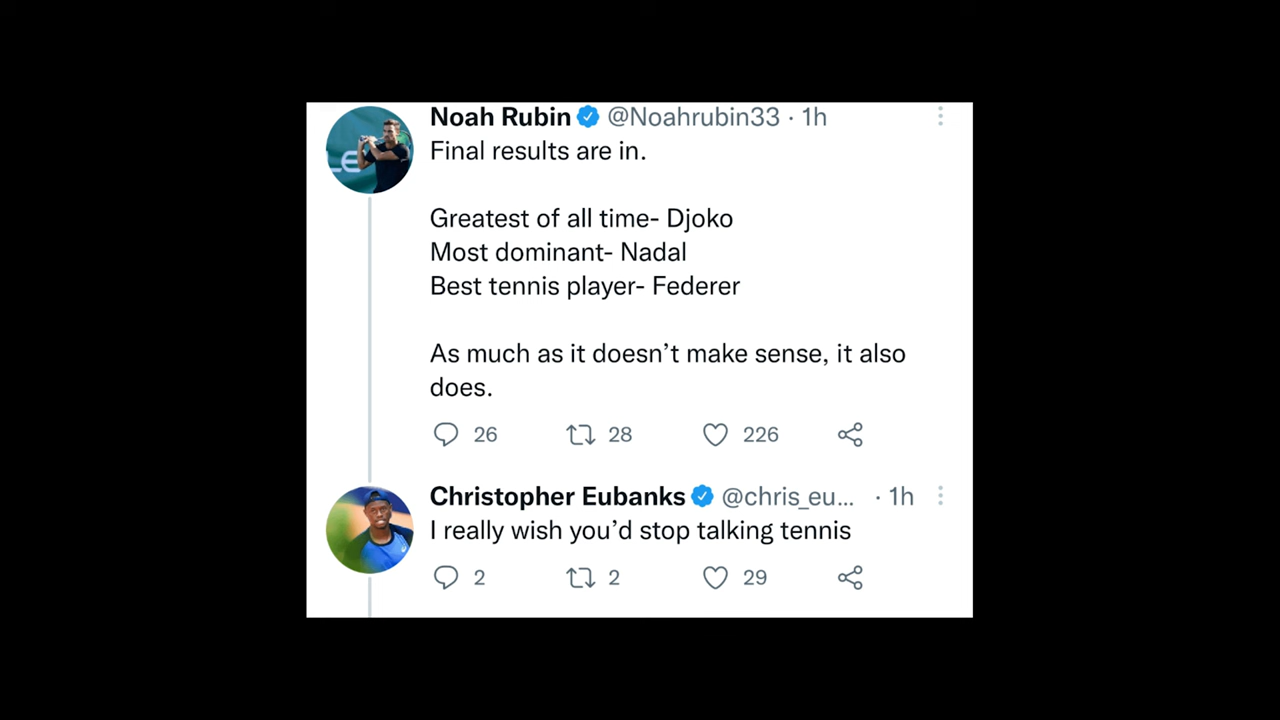 Noah Rubin @Noahrubin33 · 1h
Final results are in.
Greatest of all time- Djoko
Most dominant- Nadal
Best tennis player- Federer
As much as it doesn't make sense, it also
does.
26 28 226
Christopher Eubanks @chris_eu... · 1h
I really wish you'd stop talking tennis
2 2 29